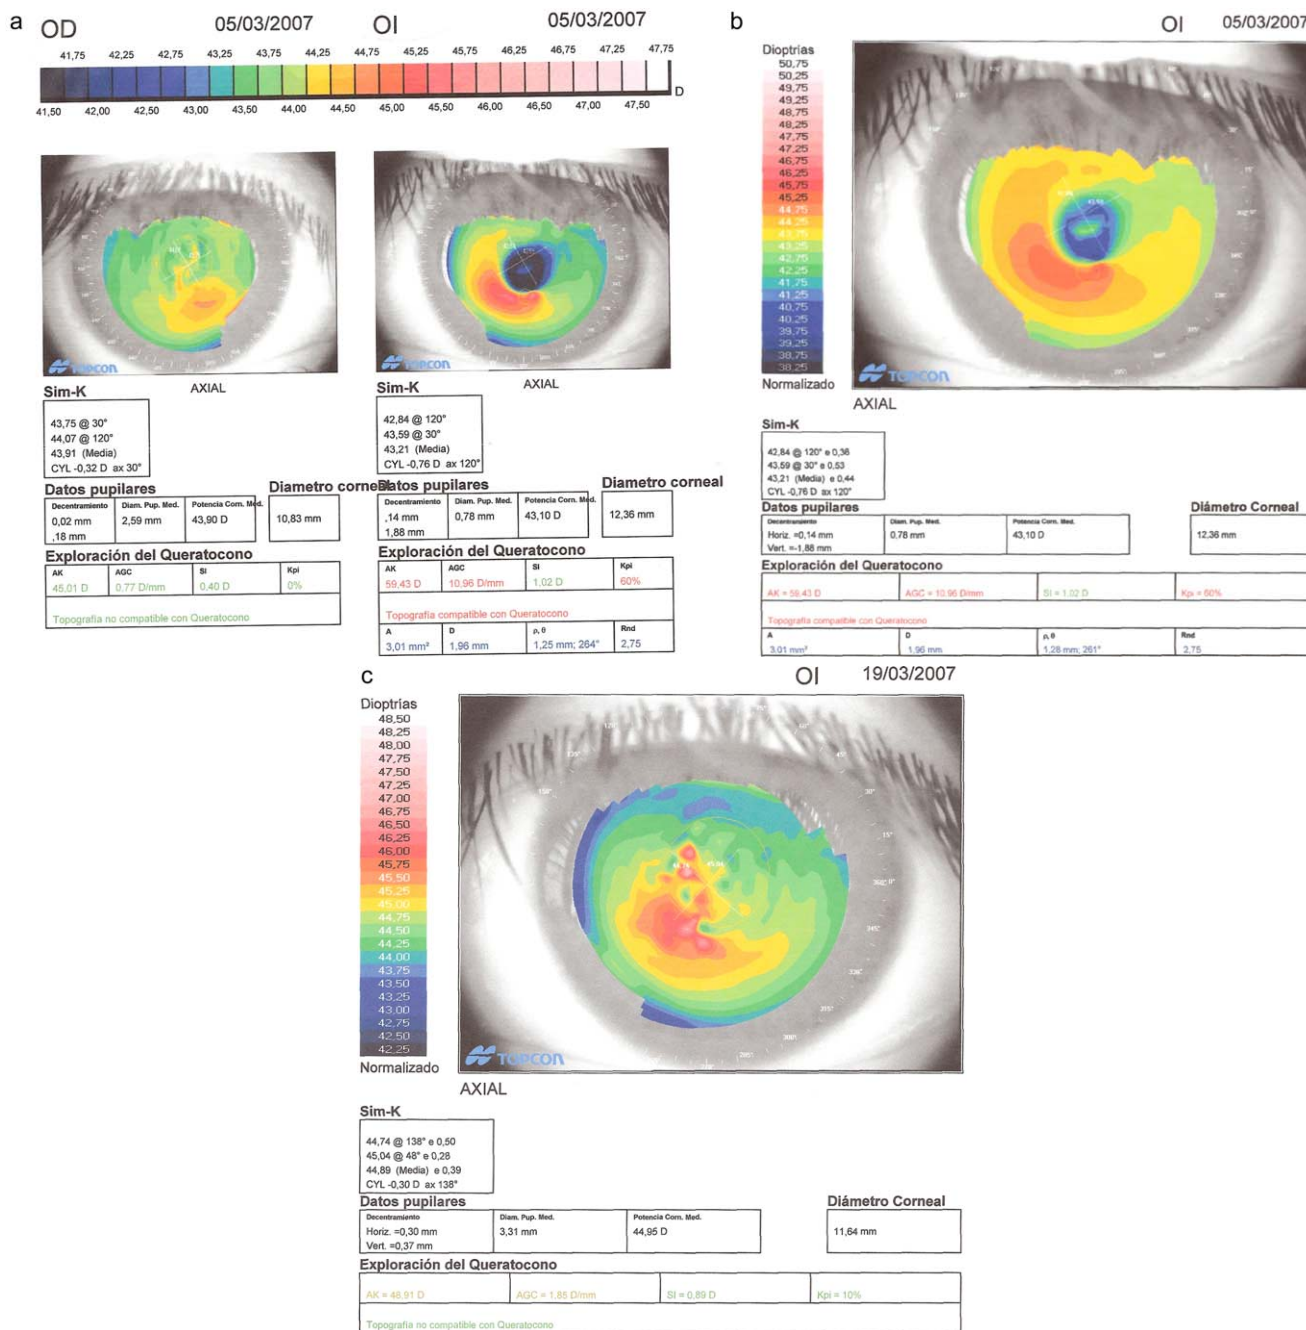 a OD 05/03/2007 OI 05/03/2007
41,75 42,25 42,75 43,25 43,75 44,25 44,75 45,25 45,75 46,25 46,75 47,25 47,75
D
41,50 42,00 42,50 43,00 43,50 44,00 44,50 45,00 45,50 46,00 46,50 47,00 47,50
TOPCON
AXIAL
Sim-K
43,75 @ 30°
44,07 @ 120°
43,91 (Media)
CYL -0,32 D ax 30°
Datos pupilares
Diametro corneal
Decentramiento Diam. Pup. Med. Potencia Corn. Med.
0,02 mm 2,59 mm 43,90 D 10,83 mm
,18 mm
Exploración del Queratocono
AK AGC SI Kpi
45.01 D 0.77 D/mm 0,40 D 0%
Topografía no compatible con Queratocono
TOPCON
AXIAL
Sim-K
42,84 @ 120°
43,59 @ 30°
43,21 (Media)
CYL -0,76 D ax 120°
Datos pupilares
Diametro corneal
Decentramiento Diam. Pup. Med. Potencia Corn. Med.
,14 mm 0,78 mm 43,10 D 12,36 mm
1,88 mm
Exploración del Queratocono
AK AGC SI Kpi
59,43 D 10,96 D/mm 1,02 D 60%
Topografía compatible con Queratocono
A D ρ, θ Rnd
3,01 mm² 1,96 mm 1,25 mm; 264° 2,75
b OI 05/03/2007
Dioptrías
50,75
50,25
49,75
49,25
48,75
48,25
47,75
47,25
46,75
46,25
45,75
45,25
44,75
44,25
43,75
43,25
42,75
42,25
41,75
41,25
40,75
40,25
39,75
39,25
38,75
38,25
Normalizado
TOPCON
AXIAL
Sim-K
42,84 @ 120° e 0,38
43,59 @ 30° e 0,53
43,21 (Media) e 0,44
CYL -0,76 D ax 120°
Datos pupilares
Diámetro Corneal
Decentramiento Diam. Pup. Med. Potencia Corn. Med.
Horiz. =0,14 mm 0,78 mm 43,10 D 12,36 mm
Vert. =-1,88 mm
Exploración del Queratocono
AK = 59,43 D AGC = 10,96 D/mm SI = 1,02 D Kpi = 60%
Topografía compatible con Queratocono
A D ρ, θ Rnd
3,01 mm² 1,96 mm 1,28 mm; 261° 2,75
c OI 19/03/2007
Dioptrías
48,50
48,25
48,00
47,75
47,50
47,25
47,00
46,75
46,50
46,25
46,00
45,75
45,50
45,25
45,00
44,75
44,50
44,25
44,00
43,75
43,50
43,25
43,00
42,75
42,50
42,25
Normalizado
TOPCON
AXIAL
Sim-K
44,74 @ 138° e 0,50
45,04 @ 48° e 0,28
44,89 (Media) e 0,39
CYL -0,30 D ax 138°
Datos pupilares
Diámetro Corneal
Decentramiento Diam. Pup. Med. Potencia Corn. Med.
Horiz. =0,30 mm 3,31 mm 44,95 D 11,64 mm
Vert. =0,37 mm
Exploración del Queratocono
AK = 48,91 D AGC = 1,85 D/mm SI = 0,89 D Kpi = 10%
Topografía no compatible con Queratocono